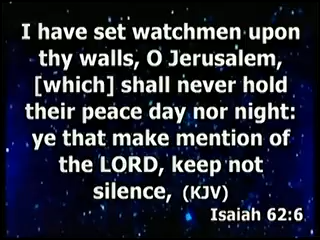 I have set watchmen upon
thy walls, O Jerusalem,
[which] shall never hold
their peace day nor night:
ye that make mention of
the LORD, keep not
silence, (KJV)
Isaiah 62:6